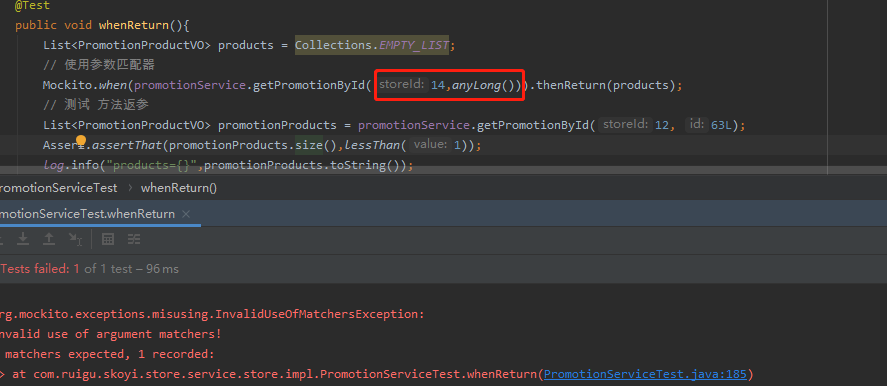 @Test
public void whenReturn(){
List<PromotionProductVO> products = Collections.EMPTY_LIST;
// 使用参数匹配器
Mockito.when(promotionService.getPromotionById( storeId: 14,anyLong())).thenReturn(products);
// 测试 方法返参
List<PromotionProductVO> promotionProducts = promotionService.getPromotionById( storeId: 12, id: 63L);
Assert.assertThat(promotionProducts.size(),lessThan( value: 1));
log.info("products={}",promotionProducts.toString());
romotionServiceTest › whenReturn()
motionServiceTest.whenReturn ×
Tests failed: 1 of 1 test – 96 ms
rg.mockito.exceptions.misusing.InvalidUseOfMatchersException:
nvalid use of argument matchers!
matchers expected, 1 recorded:
> at com.ruigu.skoyi.store.service.store.impl.PromotionServiceTest.whenReturn(PromotionServiceTest.java:185)